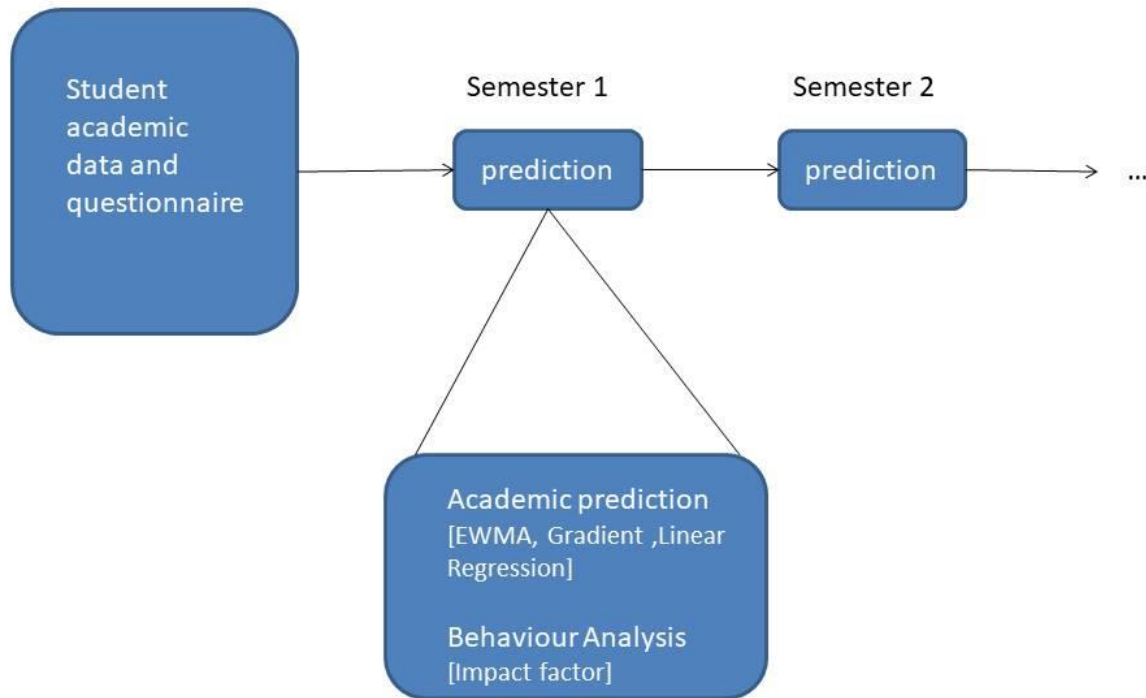 Student
academic
data and
questionnaire
Semester 1
prediction
Semester 2
prediction
...
Academic prediction
[EWMA, Gradient ,Linear
Regression]
Behaviour Analysis
[Impact factor]